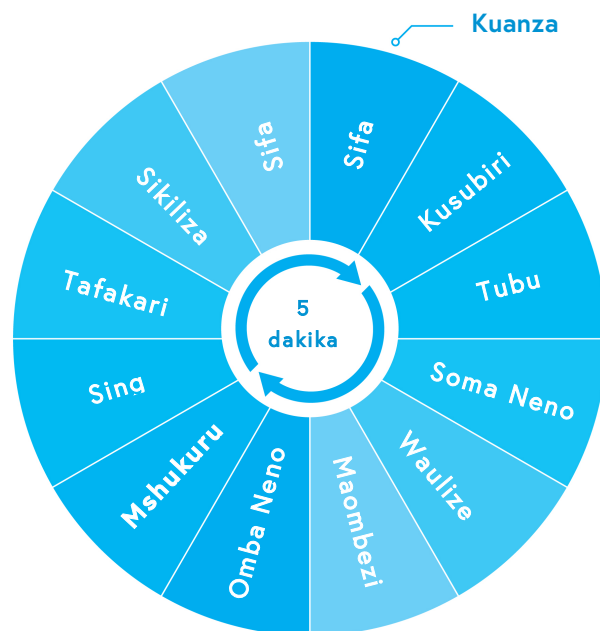 Kuanza
Sifa
Kusubiri
Tubu
Soma Neno
Waulize
Maombezi
Omba Neno
Mshukuru
Sing
Tafakari
Sikiliza
Sifa
5
dakika